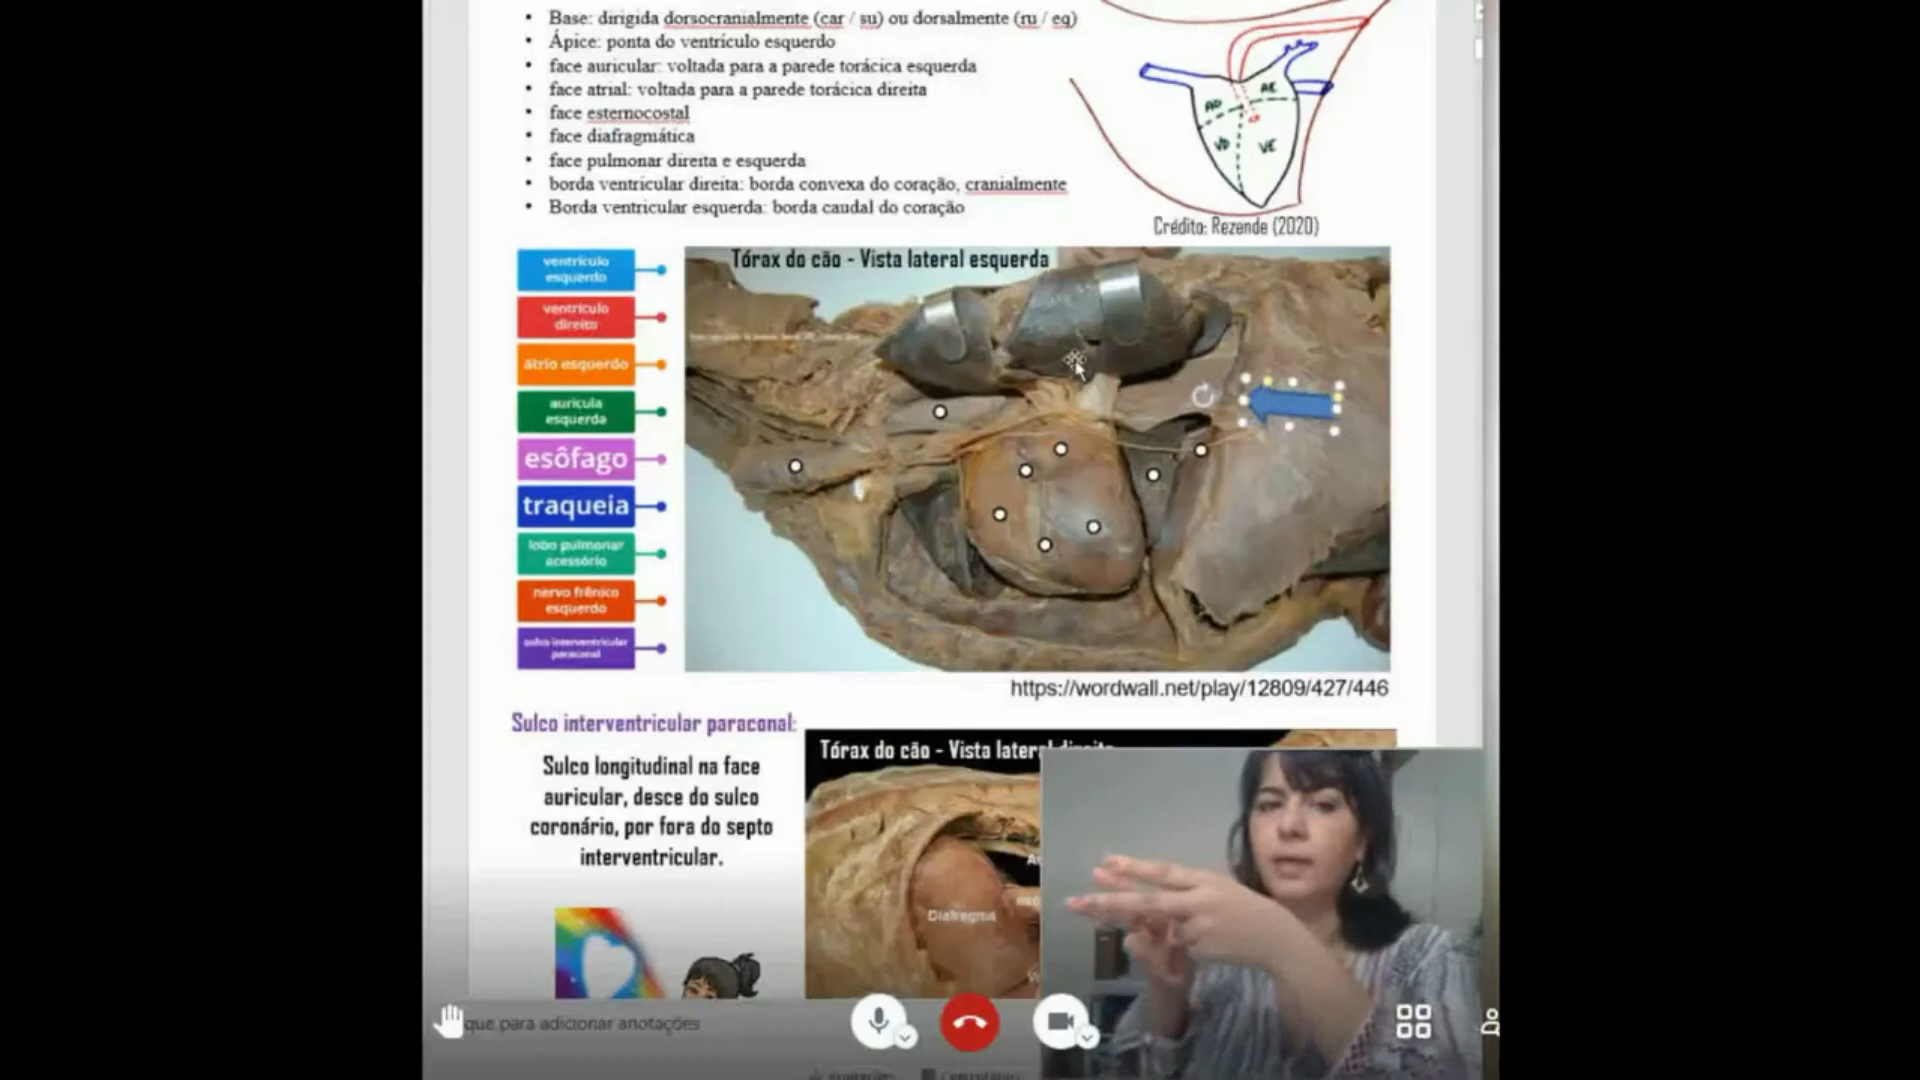 • Base: dirigida dorsocranialmente (car / su) ou dorsalmente (ru / eq)
• Ápice: ponta do ventrículo esquerdo
• face auricular: voltada para a parede torácica esquerda
• face atrial: voltada para a parede torácica direita
• face esternocostal
• face diafragmática
• face pulmonar direita e esquerda
• borda ventricular direita: borda convexa do coração, cranialmente
• Borda ventricular esquerda: borda caudal do coração
AD
AE
VD
VE
Crédito: Rezende (2020)
ventrículo
esquerdo
ventrículo
direito
átrio esquerdo
aurícula
esquerda
esôfago
traqueia
lobo pulmonar
acessório
nervo frênico
esquerdo
sulco interventricular
paraconal
Tórax do cão - Vista lateral esquerda
https://wordwall.net/play/12809/427/446
Sulco interventricular paraconal:
Sulco longitudinal na face
auricular, desce do sulco
coronário, por fora do septo
interventricular.
Tórax do cão - Vista lateral direita
Diafragma
que para adicionar anotações